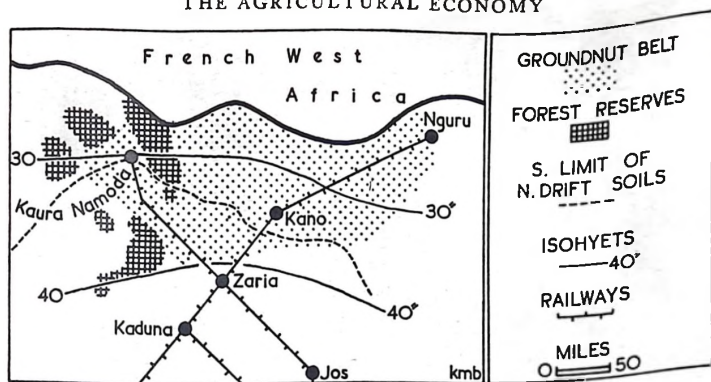 THE AGRICULTURAL ECONOMY
French West
Africa
Nguru
30
Kaura Namoda
30"
Kano
40
Zaria
40"
Kaduna
Jos
kmb
GROUNDNUT BELT
FOREST RESERVES
S. LIMIT OF
N. DRIFT SOILS
ISOHYETS
40"
RAILWAYS
MILES
0 50